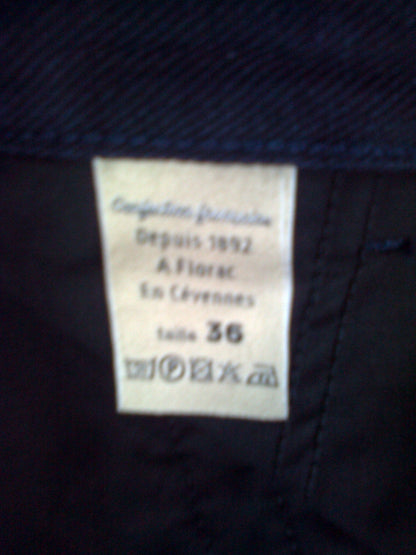 Confection française
Depuis 1892
A Florac
En Cévennes
taille 36
P